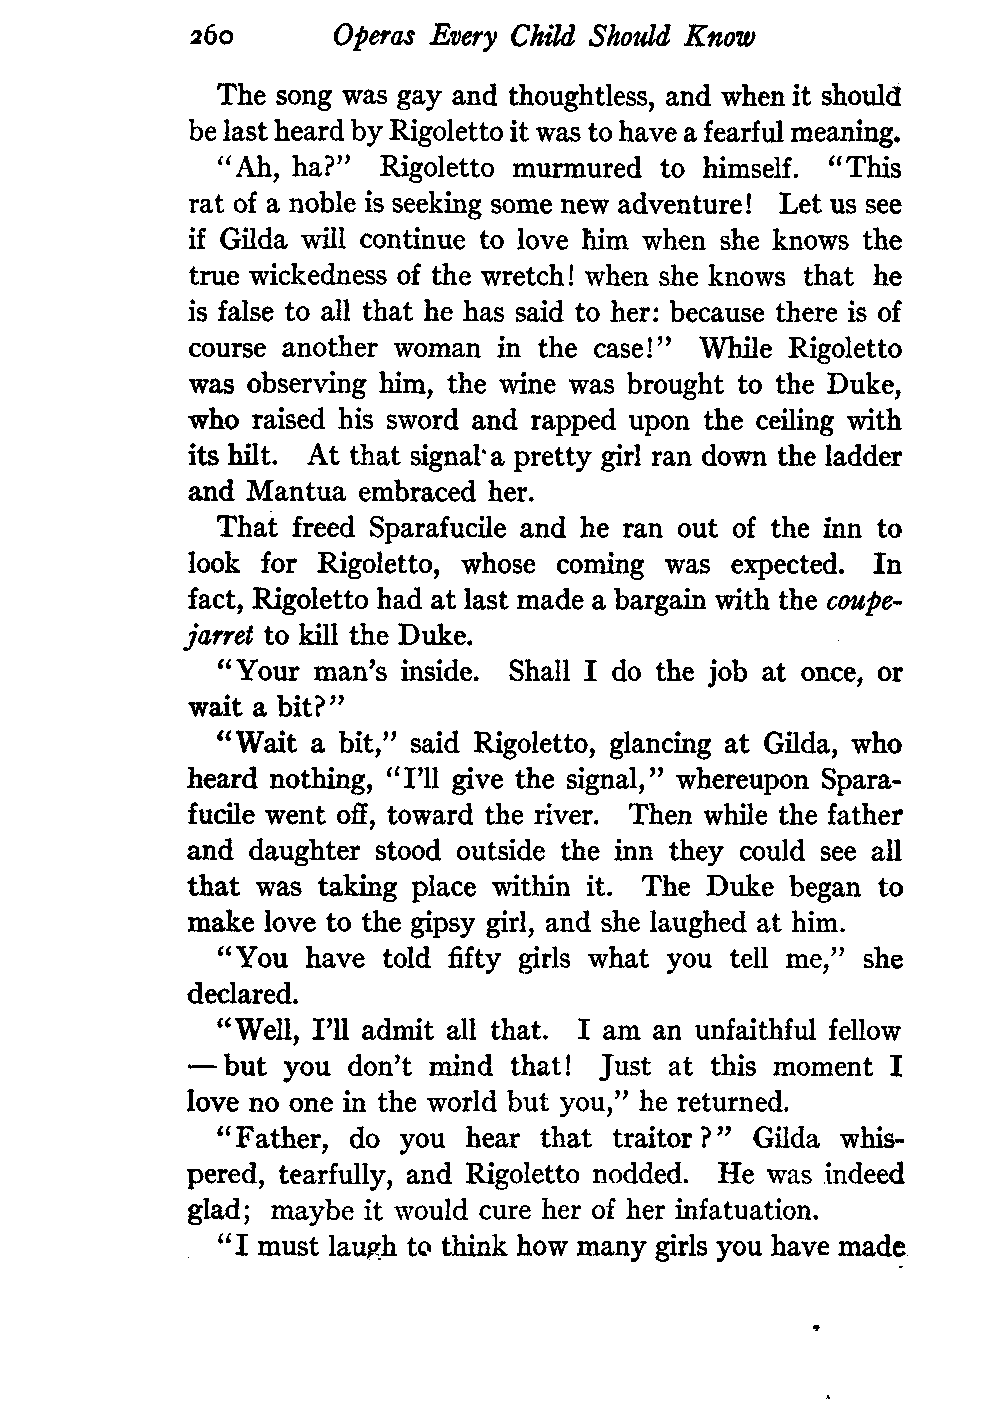 260 Operas Every Child Should Know
The song was gay and thoughtless, and when it should
be last heard by Rigoletto it was to have a fearful meaning.
"Ah, ha?" Rigoletto murmured to himself. "This
rat of a noble is seeking some new adventure! Let us see
if Gilda will continue to love him when she knows the
true wickedness of the wretch! when she knows that he
is false to all that he has said to her: because there is of
course another woman in the case!" While Rigoletto
was observing him, the wine was brought to the Duke,
who raised his sword and rapped upon the ceiling with
its hilt. At that signal a pretty girl ran down the ladder
and Mantua embraced her.
That freed Sparafucile and he ran out of the inn to
look for Rigoletto, whose coming was expected. In
fact, Rigoletto had at last made a bargain with the coupe-
jarret to kill the Duke.
"Your man's inside. Shall I do the job at once, or
wait a bit?"
"Wait a bit," said Rigoletto, glancing at Gilda, who
heard nothing, "I'll give the signal," whereupon Spara-
fucile went off, toward the river. Then while the father
and daughter stood outside the inn they could see all
that was taking place within it. The Duke began to
make love to the gipsy girl, and she laughed at him.
"You have told fifty girls what you tell me," she
declared.
"Well, I'll admit all that. I am an unfaithful fellow
— but you don't mind that! Just at this moment I
love no one in the world but you," he returned.
"Father, do you hear that traitor?" Gilda whis-
pered, tearfully, and Rigoletto nodded. He was indeed
glad; maybe it would cure her of her infatuation.
"I must laugh to think how many girls you have made